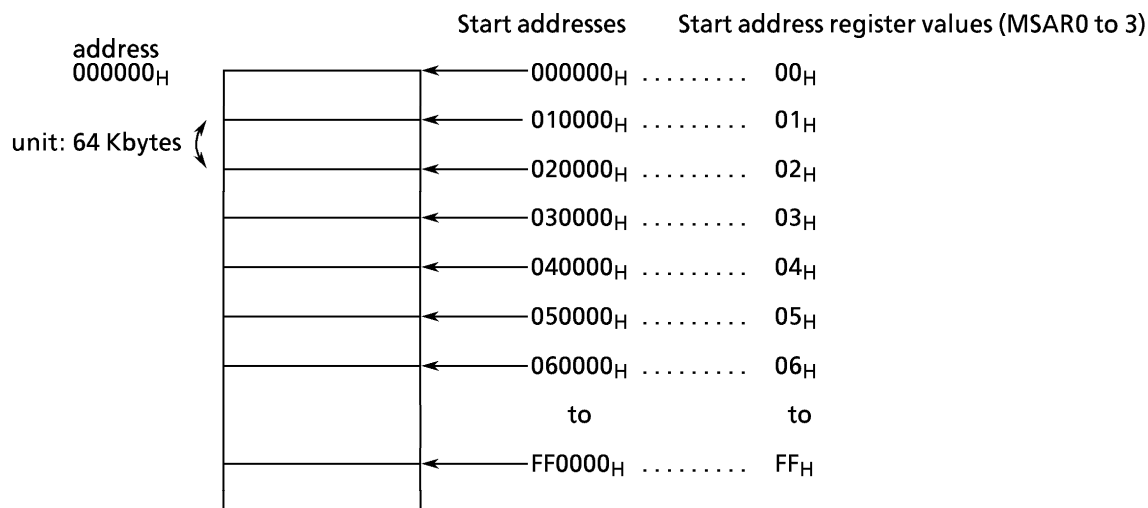 Start addresses Start address register values (MSAR0 to 3)
address
000000H
000000H ......... 00H
010000H ......... 01H
unit: 64 Kbytes
020000H ......... 02H
030000H ......... 03H
040000H ......... 04H
050000H ......... 05H
060000H ......... 06H
to to
FF0000H ......... FFH